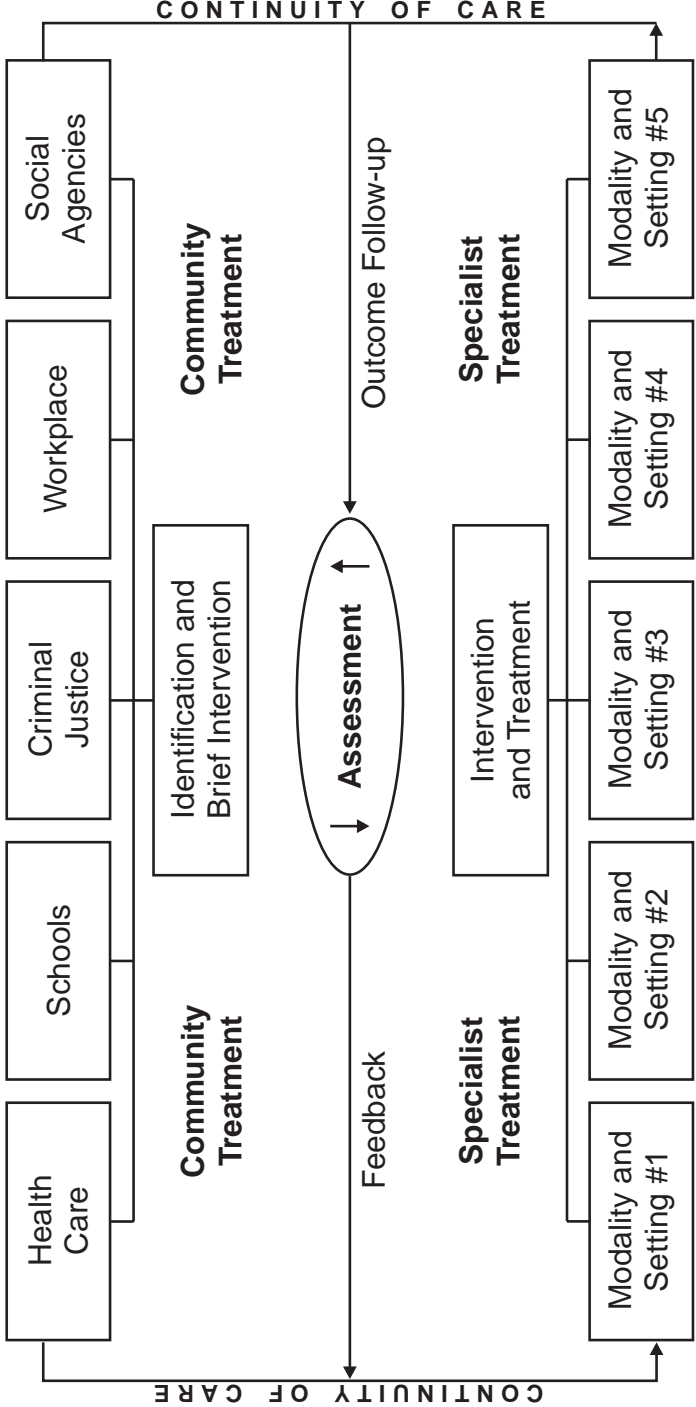 CONTINUITY OF CARE
Health
Care
Schools
Criminal
Justice
Workplace
Social
Agencies
Identification and
Brief Intervention
Community
Treatment
Community
Treatment
Feedback
Assessment
Outcome Follow-up
Specialist
Treatment
Specialist
Treatment
Intervention
and Treatment
Modality and
Setting #1
Modality and
Setting #2
Modality and
Setting #3
Modality and
Setting #4
Modality and
Setting #5
CONTINUITY OF CARE